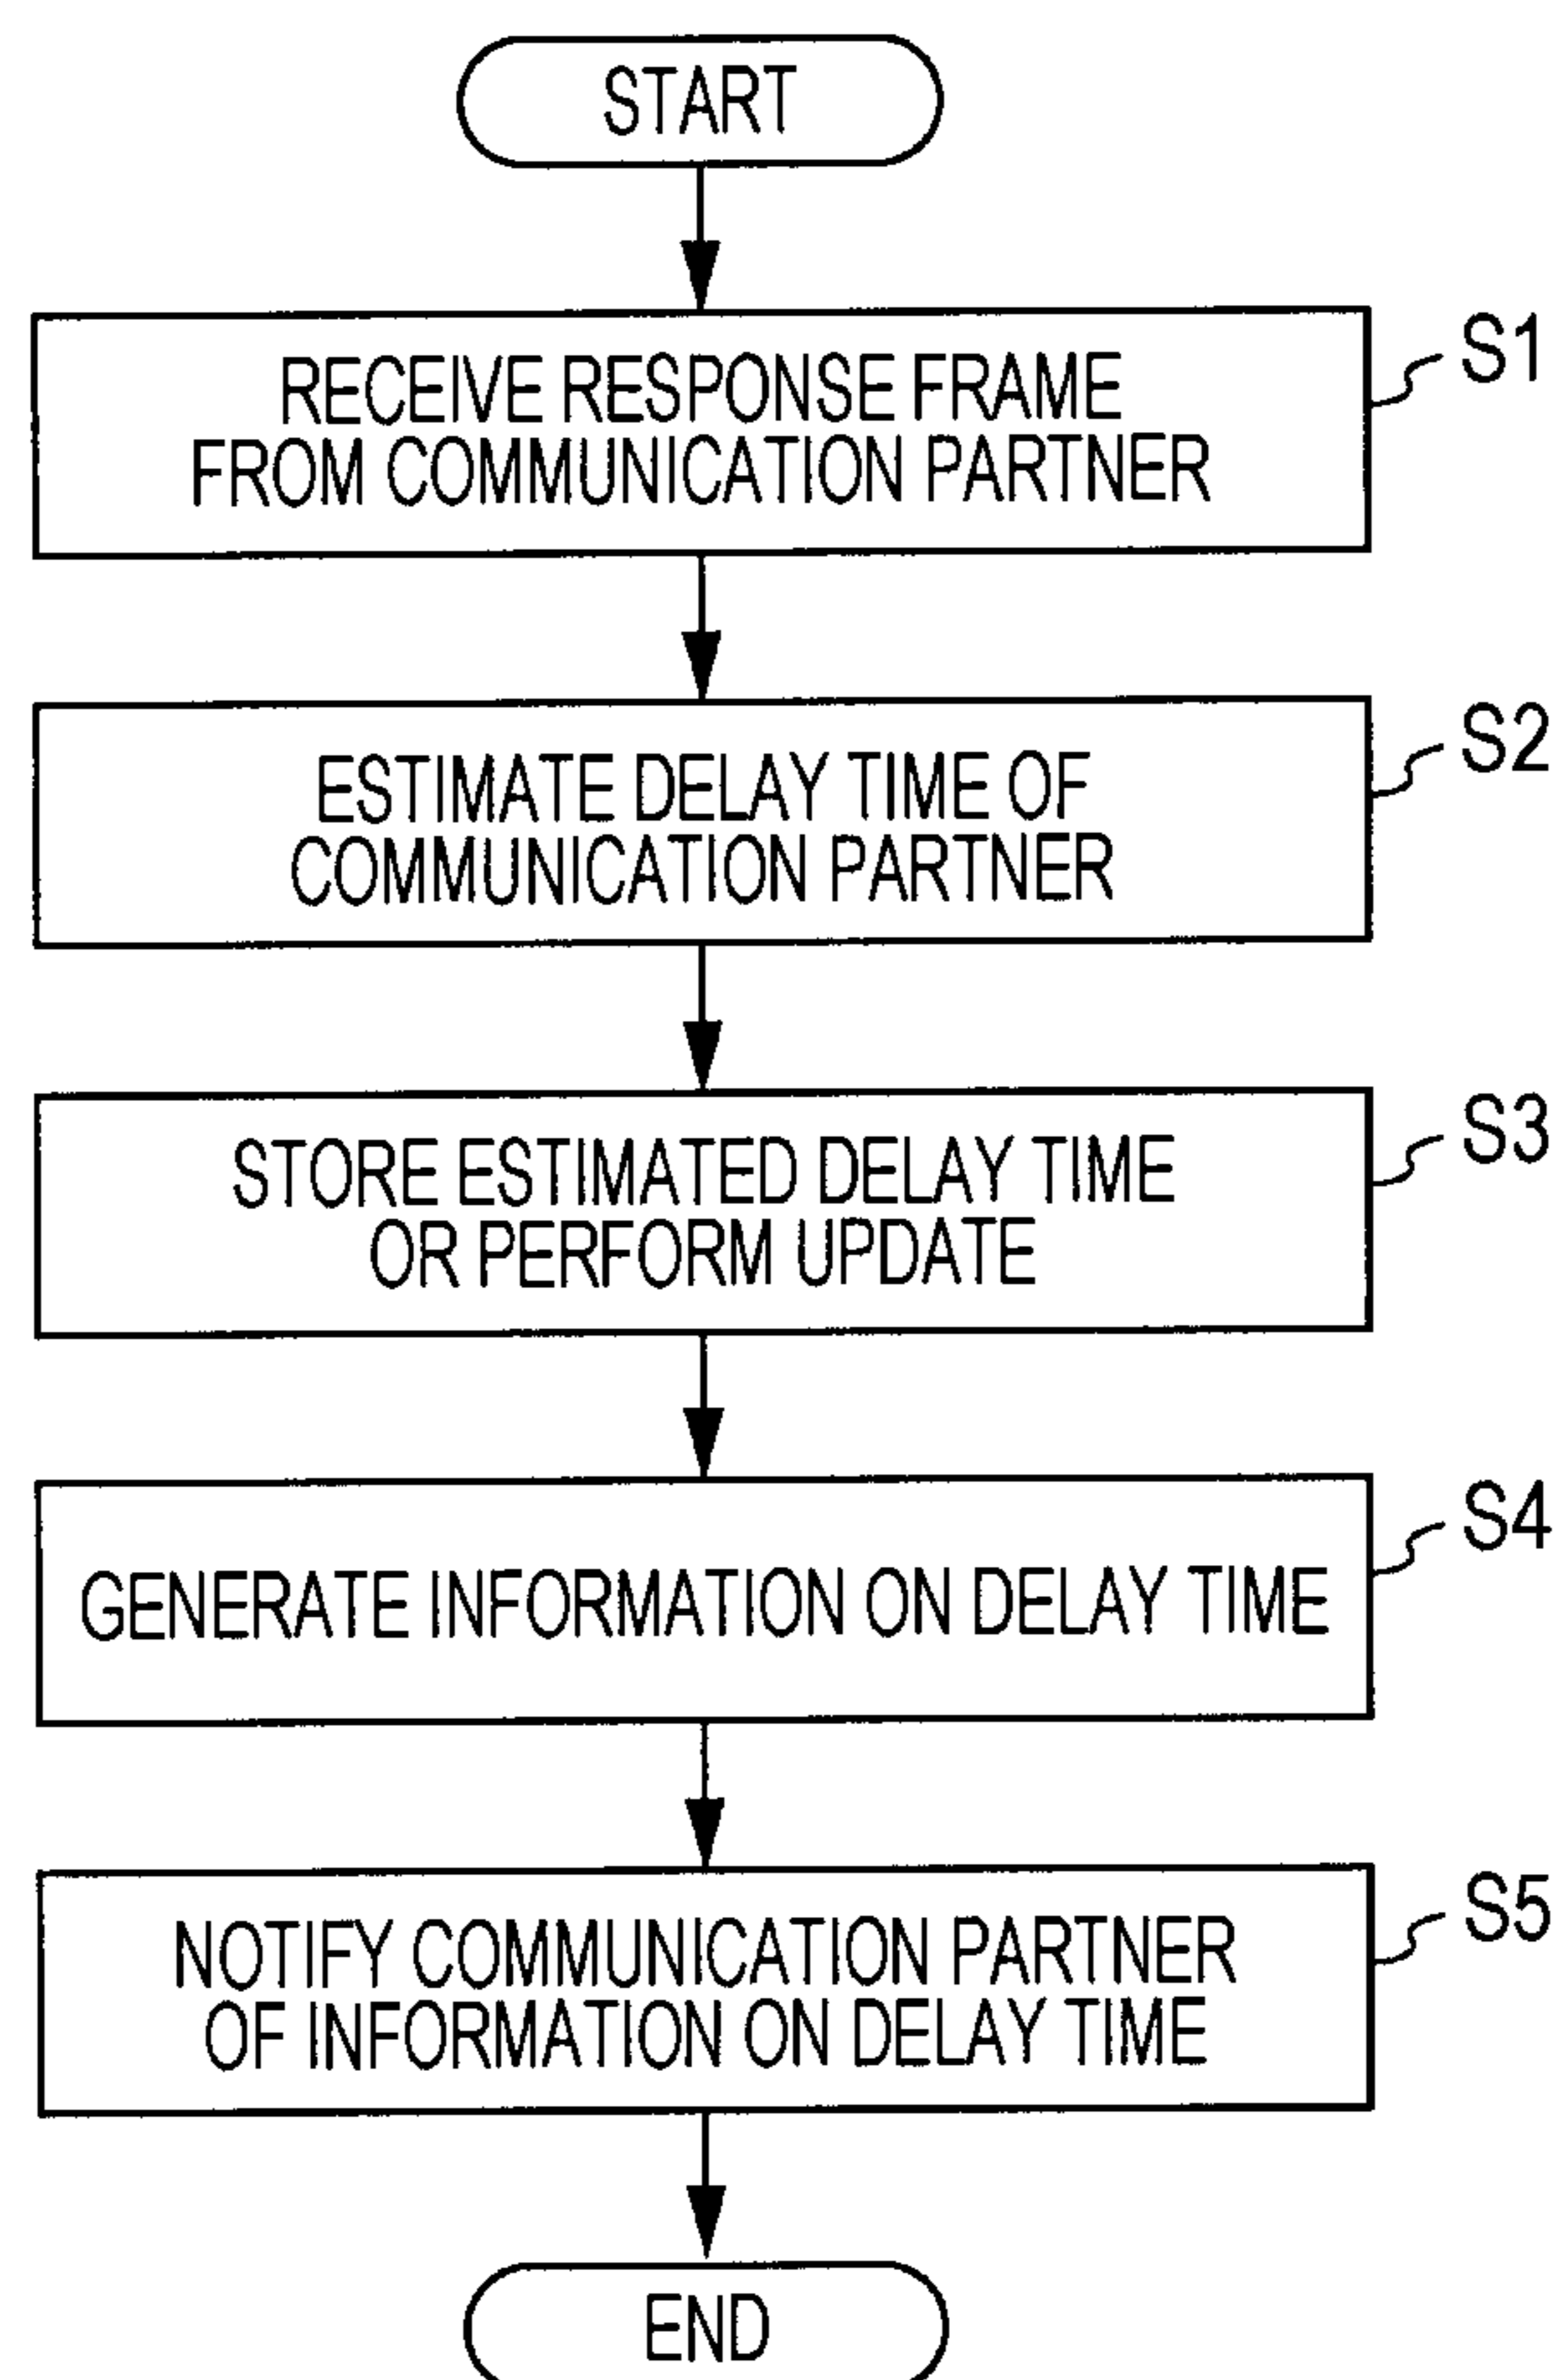 START
RECEIVE RESPONSE FRAME
FROM COMMUNICATION PARTNER
S1
ESTIMATE DELAY TIME OF
COMMUNICATION PARTNER
S2
STORE ESTIMATED DELAY TIME
OR PERFORM UPDATE
S3
GENERATE INFORMATION ON DELAY TIME
S4
NOTIFY COMMUNICATION PARTNER
OF INFORMATION ON DELAY TIME
S5
END